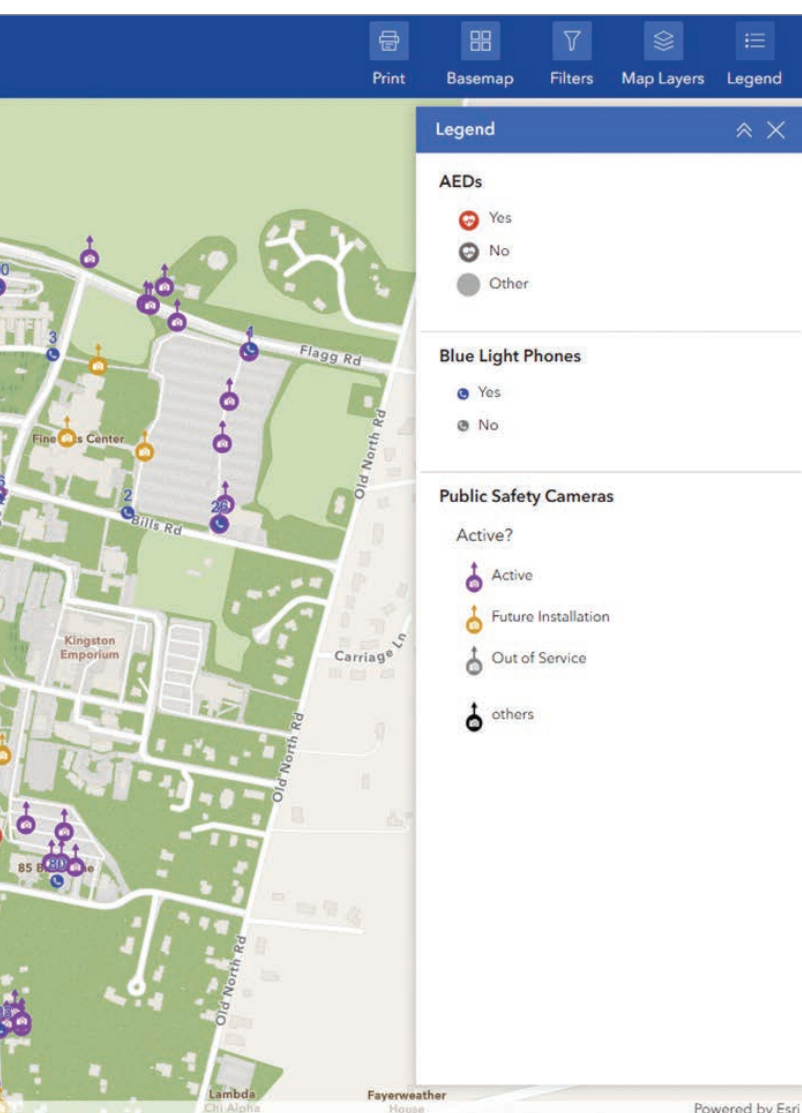 Print Basemap Filters Map Layers Legend
Legend
AEDs
Yes
No
Other
Blue Light Phones
Yes
No
Public Safety Cameras
Active?
Active
Future Installation
Out of Service
others
0
3
1
Flagg Rd
Old North Rd
Center
2
28
Bills Rd
Kingston
Emporium
Carriage Ln
Old North Rd
85
80
Old North Rd
Lambda
Chi Alpha
Fayerweather
House
Powered by Esri